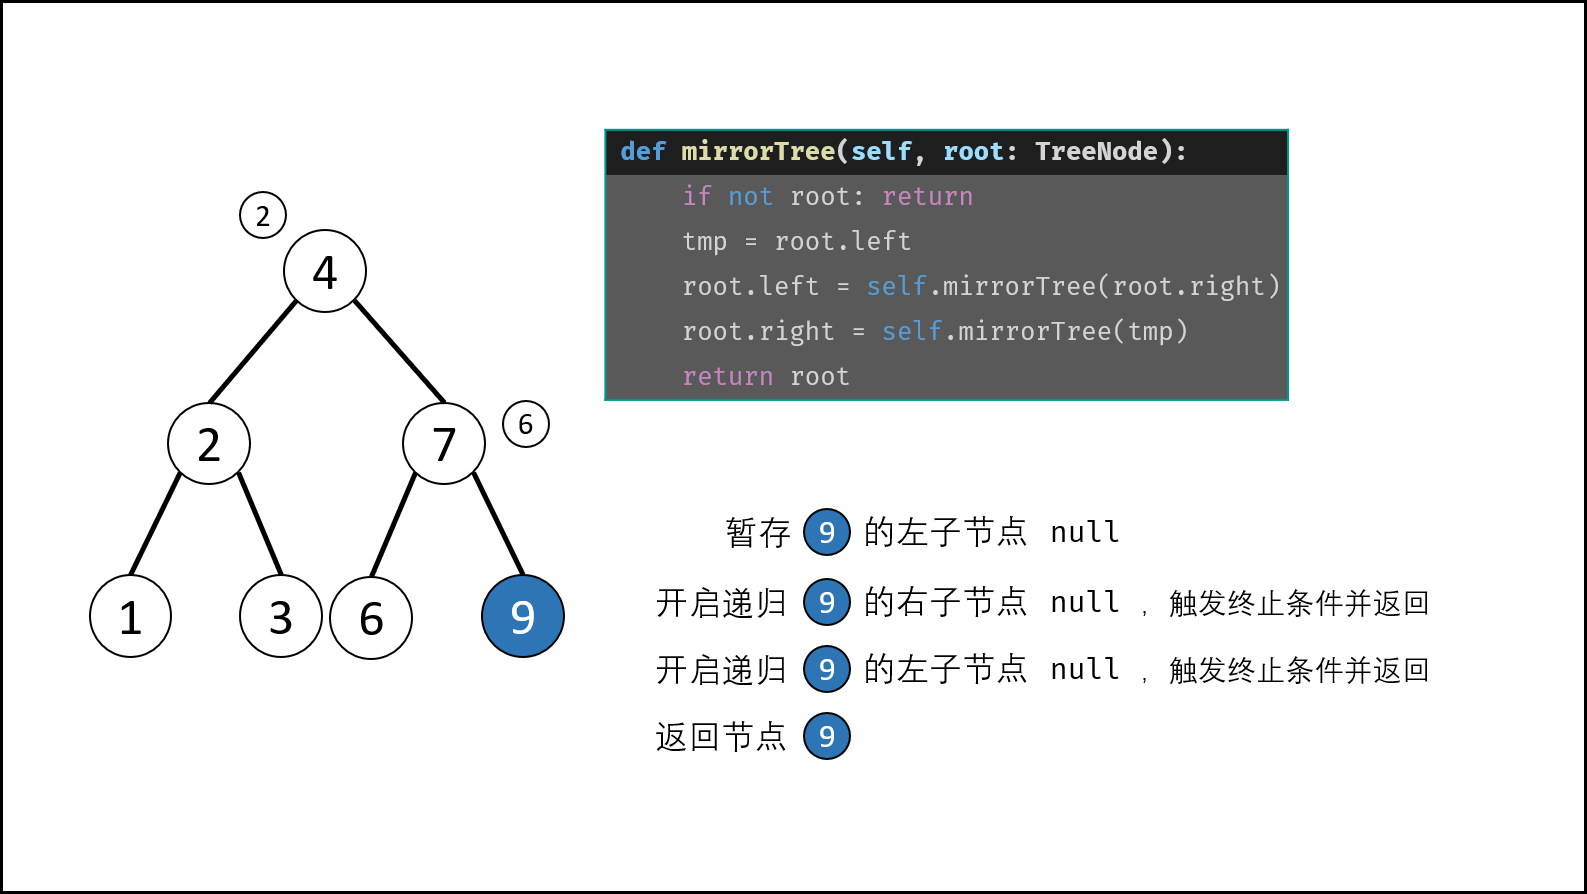 def mirrorTree(self, root: TreeNode):
    if not root: return
    tmp = root.left
    root.left = self.mirrorTree(root.right)
    root.right = self.mirrorTree(tmp)
    return root
2
4
2 7 6
1 3 6 9
暂存 9 的左子节点 null
开启递归 9 的右子节点 null , 触发终止条件并返回
开启递归 9 的左子节点 null , 触发终止条件并返回
返回节点 9